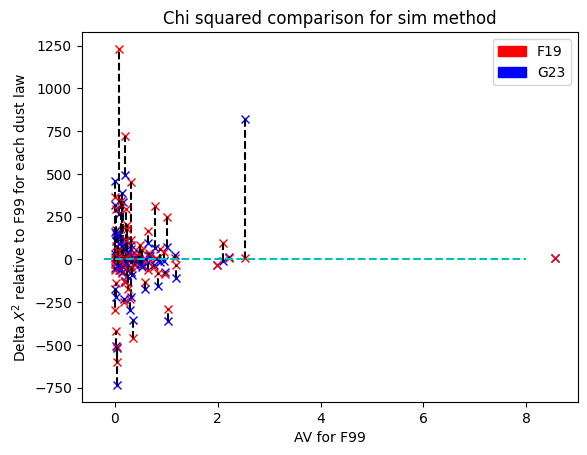 Chi squared comparison for sim method
Delta X² relative to F99 for each dust law
1250
1000
750
500
250
0
−250
−500
−750
F19
G23
0 2 4 6 8
AV for F99